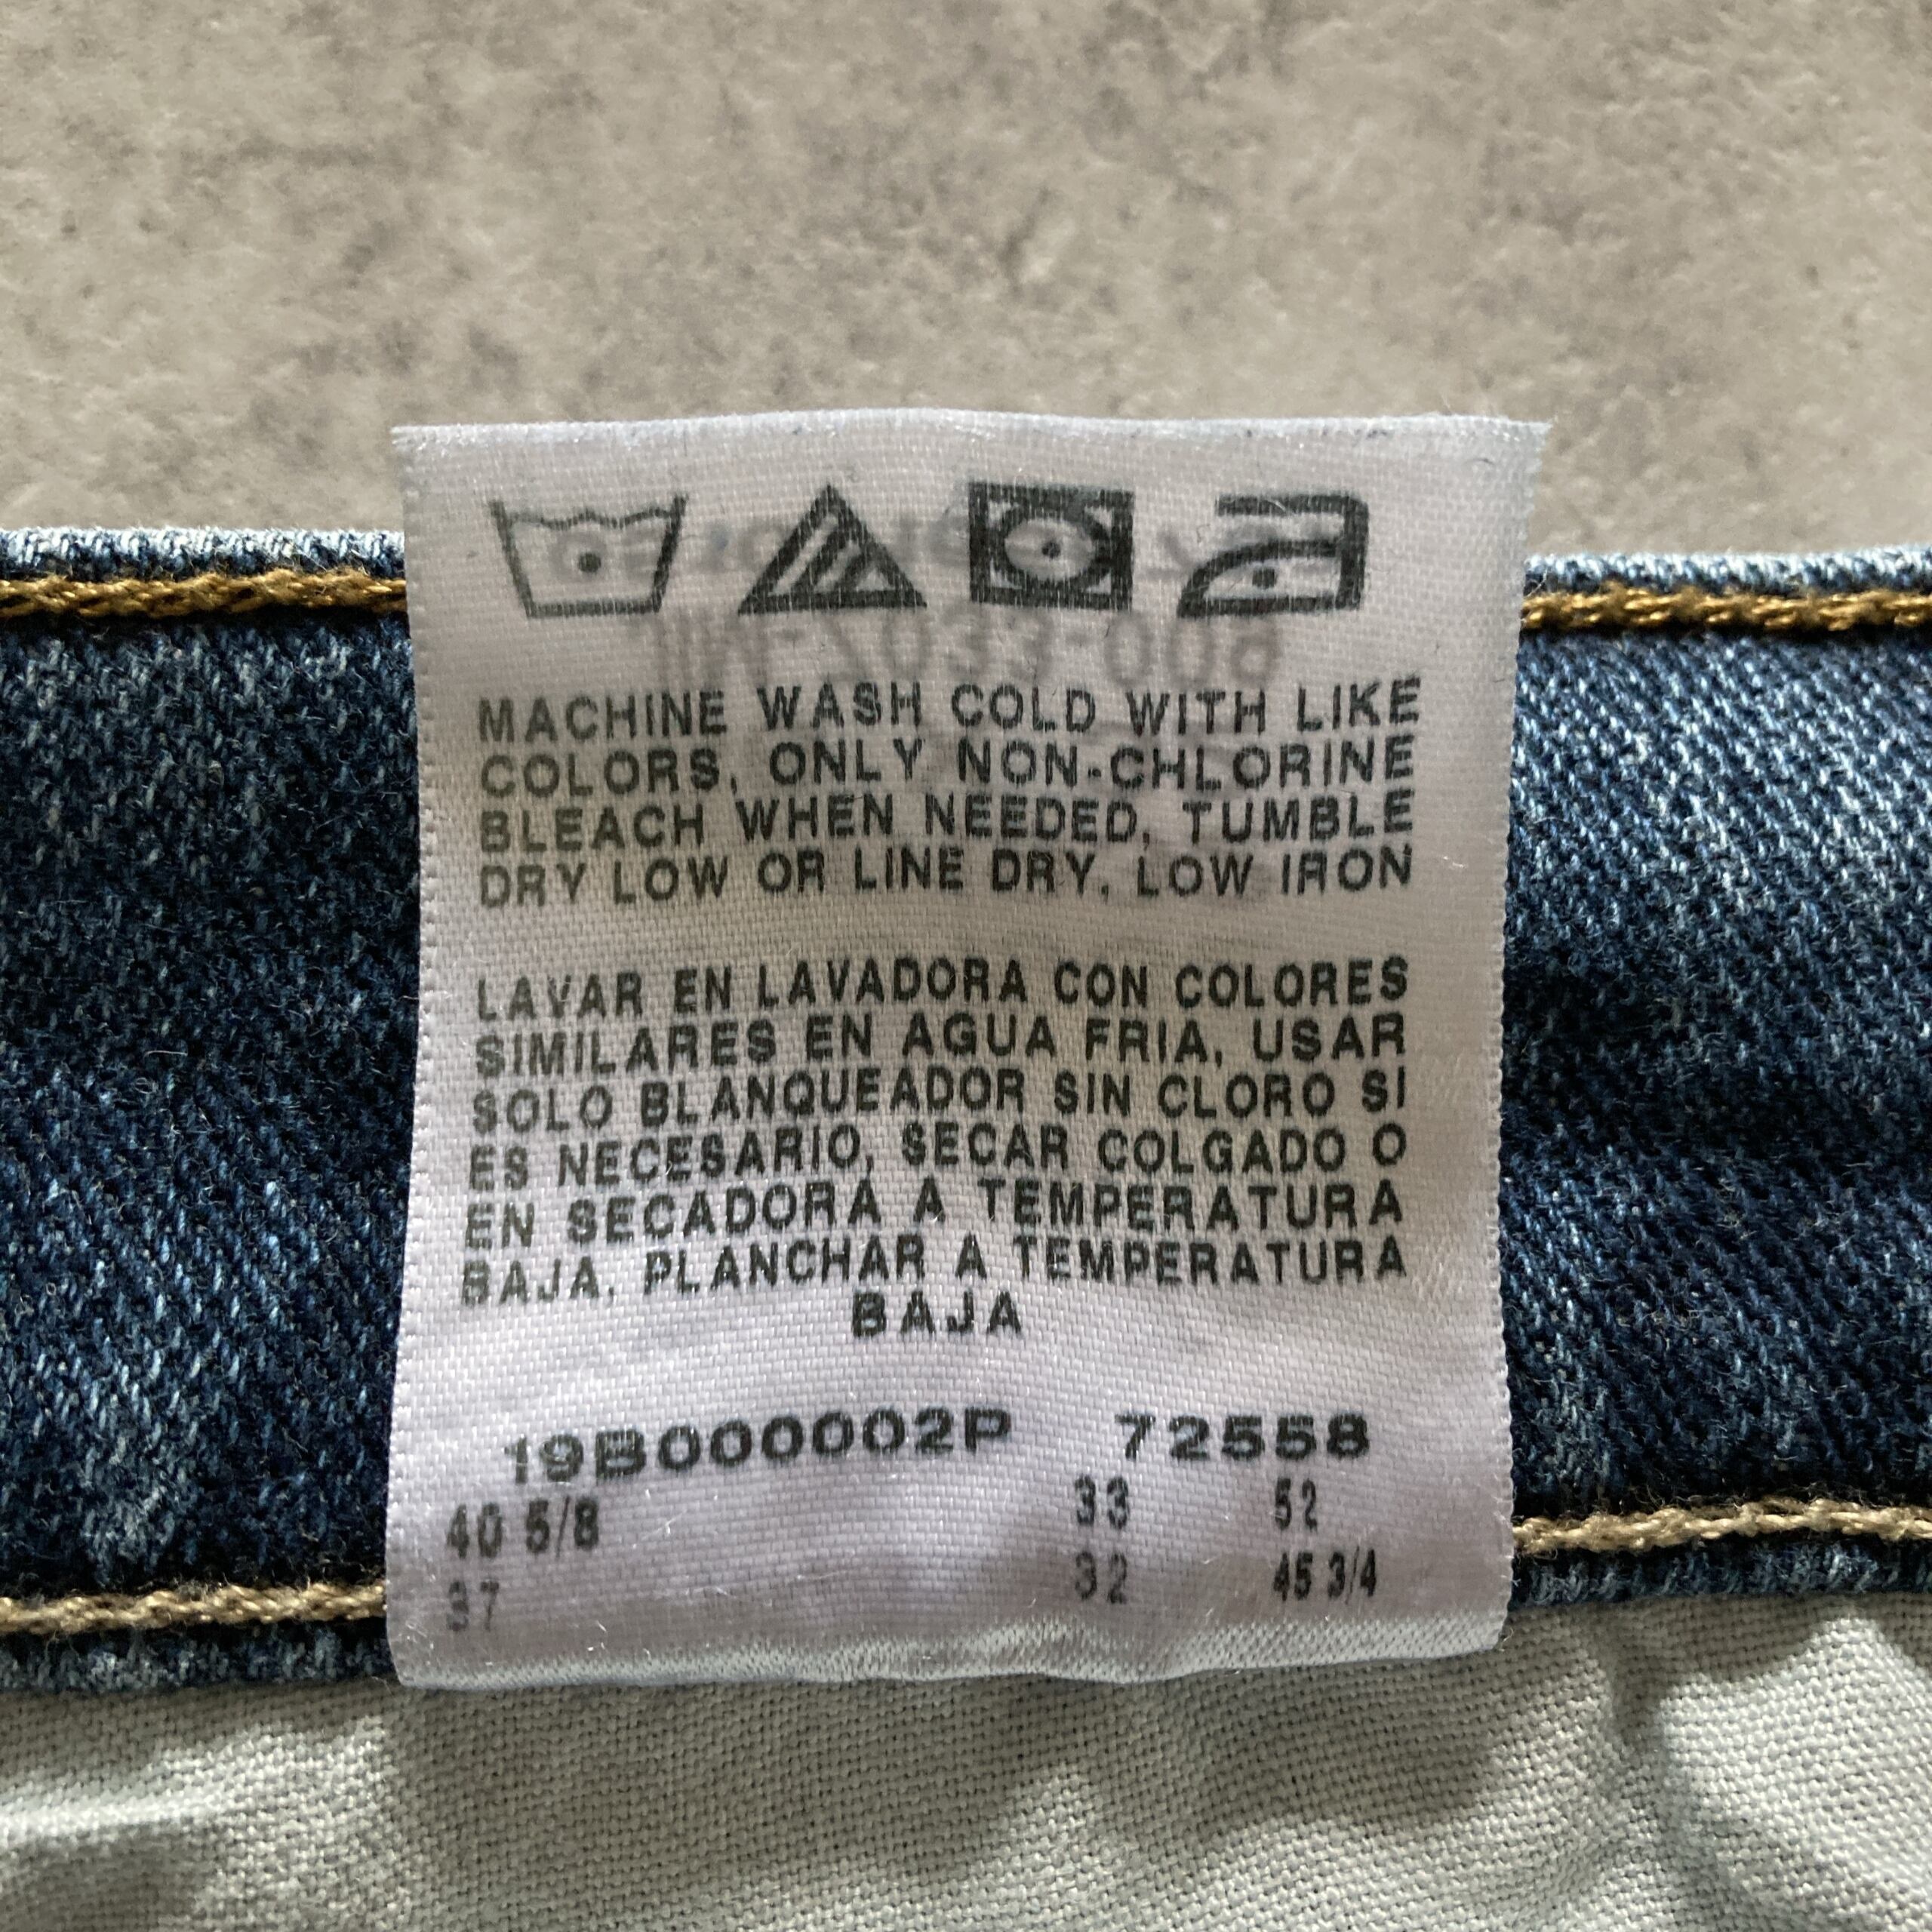 MACHINE WASH COLD WITH LIKE
COLORS, ONLY NON-CHLORINE
BLEACH WHEN NEEDED, TUMBLE
DRY LOW OR LINE DRY, LOW IRON
LAVAR EN LAVADORA CON COLORES
SIMILARES EN AGUA FRIA, USAR
SOLO BLANQUEADOR SIN CLORO SI
ES NECESARIO, SECAR COLGADO O
EN SECADORA A TEMPERATURA
BAJA, PLANCHAR A TEMPERATURA
BAJA
19B000002P 72558
40 5/8 33 52
37 32 45 3/4